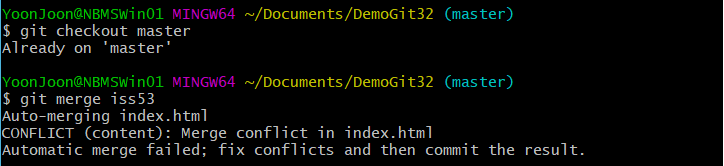 YoonJoon@NBMSWin01 MINGW64 ~/Documents/DemoGit32 (master)
$ git checkout master
Already on 'master'
YoonJoon@NBMSWin01 MINGW64 ~/Documents/DemoGit32 (master)
$ git merge iss53
Auto-merging index.html
CONFLICT (content): Merge conflict in index.html
Automatic merge failed; fix conflicts and then commit the result.